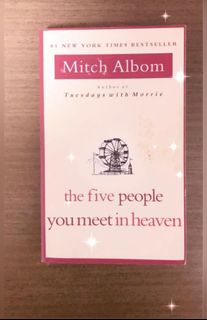 #1 NEW YORK TIMES BESTSELLER
Mitch Albom
Author of
Tuesdays with Morrie
the five people
you meet in heaven